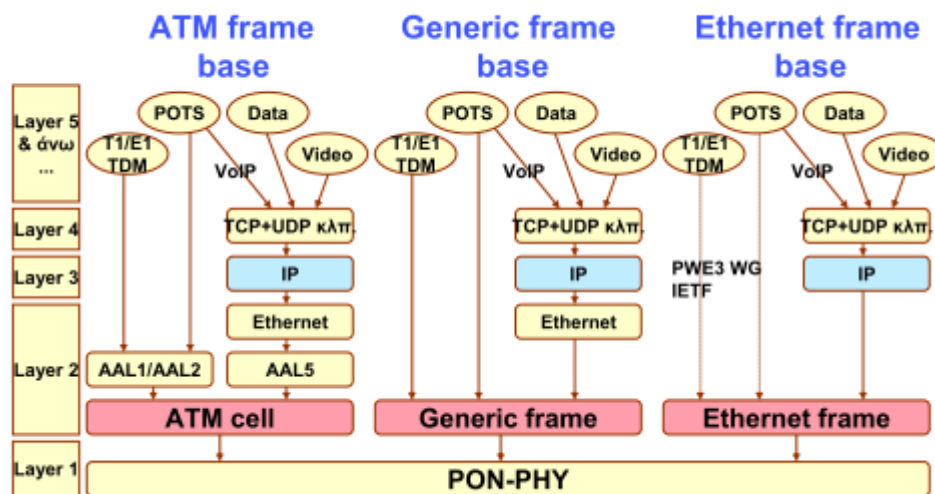 ATM frame
base
Generic frame
base
Ethernet frame
base
Layer 5
& άνω
...
POTS
Data
T1/E1
TDM
Video
VoIP
POTS
Data
T1/E1
TDM
Video
VoIP
POTS
Data
T1/E1
TDM
Video
VoIP
Layer 4
TCP+UDP κλπ.
TCP+UDP κλπ.
TCP+UDP κλπ.
Layer 3
IP
IP
PWE3 WG
IETF
IP
Layer 2
Ethernet
Ethernet
AAL1/AAL2
AAL5
ATM cell
Generic frame
Ethernet frame
Layer 1
PON-PHY